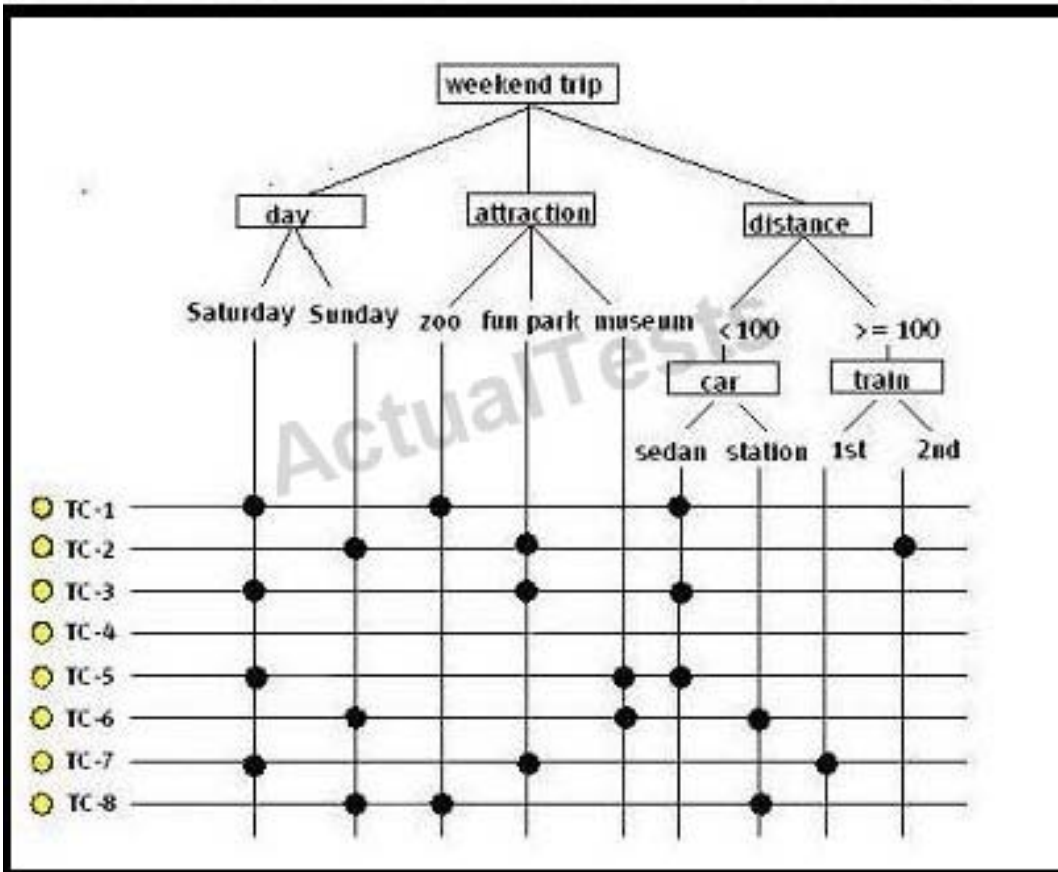 weekend trip
day attraction distance
Saturday Sunday zoo fun park museum < 100 >= 100
car train
sedan station 1st 2nd
ActualTests
TC-1
TC-2
TC-3
TC-4
TC-5
TC-6
TC-7
TC-8